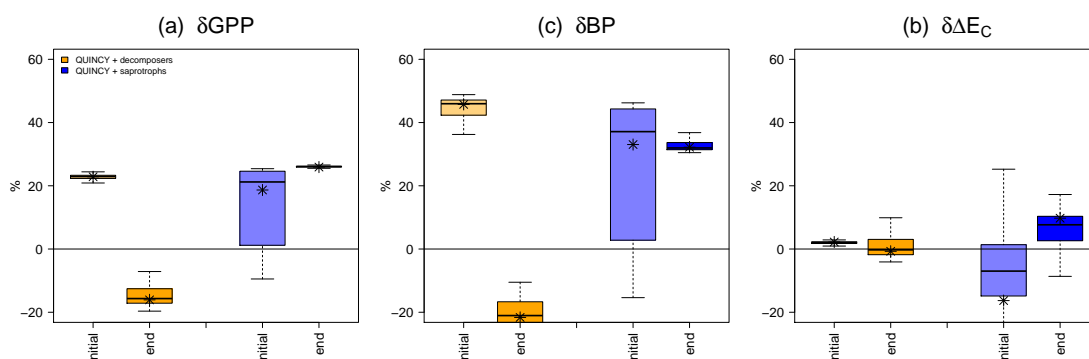 (a) δGPP
60
40
20
0
−20
%
QUINCY + decomposers
QUINCY + saprotrophs
initial
end
initial
end
(c) δBP
60
40
20
0
−20
%
initial
end
initial
end
(b) δΔEC
60
40
20
0
−20
%
initial
end
initial
end